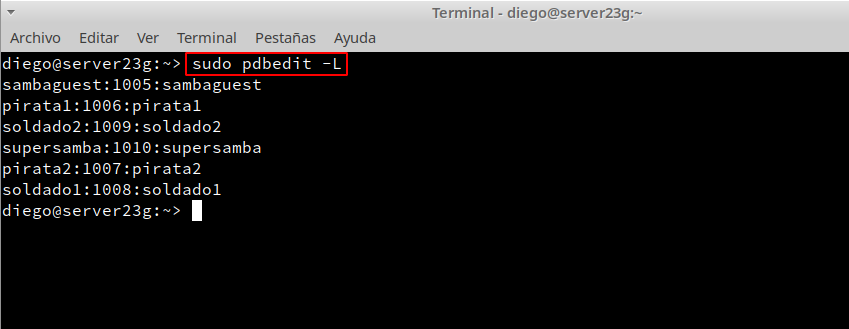 Terminal - diego@server23g:~
Archivo Editar Ver Terminal Pestañas Ayuda
diego@server23g:~> sudo pdbedit -L
sambaguest:1005:sambaguest
pirata1:1006:pirata1
soldado2:1009:soldado2
supersamba:1010:supersamba
pirata2:1007:pirata2
soldado1:1008:soldado1
diego@server23g:~>